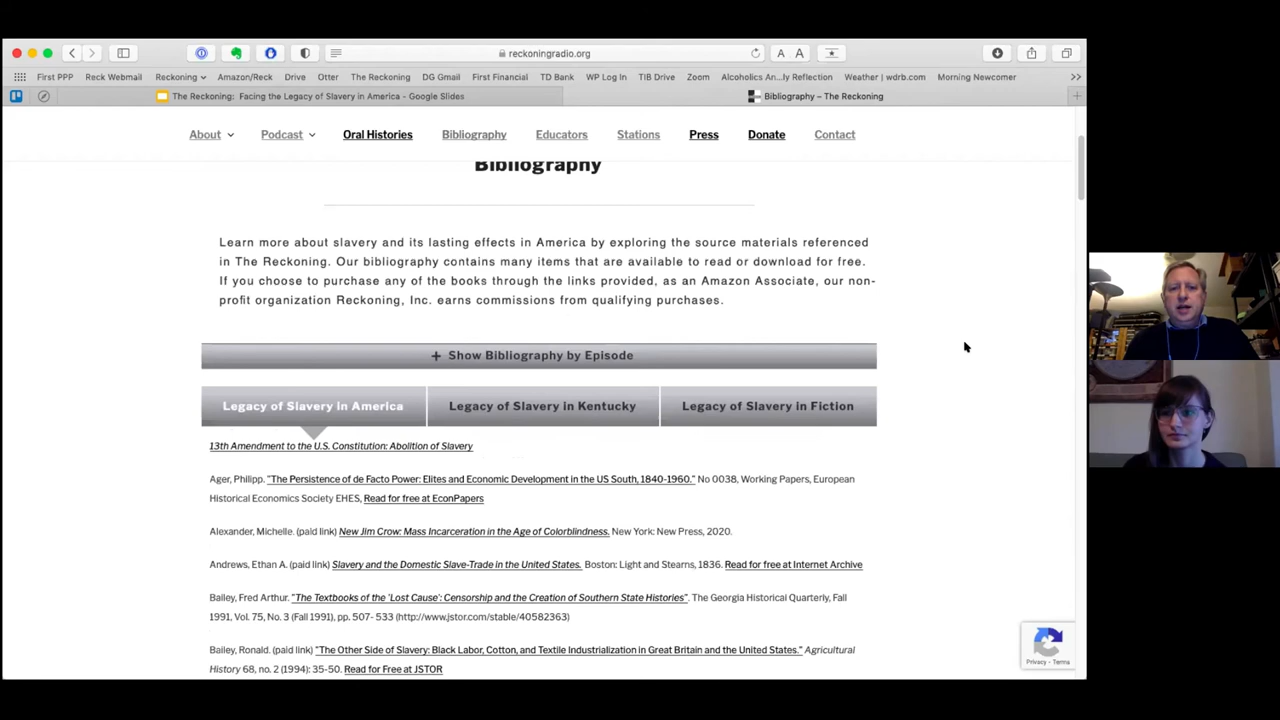 reckoningradio.org
A A
First PPP Reck Webmail Reckoning Amazon/Reck Drive Otter The Reckoning DG Gmail First Financial TD Bank WP Log In TIB Drive Zoom Alcoholics An...ly Reflection Weather | wdrb.com Morning Newcomer
The Reckoning: Facing the Legacy of Slavery in America - Google Slides Bibliography – The Reckoning
About Podcast Oral Histories Bibliography Educators Stations Press Donate Contact
Bibliography
Learn more about slavery and its lasting effects in America by exploring the source materials referenced
in The Reckoning. Our bibliography contains many items that are available to read or download for free.
If you choose to purchase any of the books through the links provided, as an Amazon Associate, our non-
profit organization Reckoning, Inc. earns commissions from qualifying purchases.
+ Show Bibliography by Episode
Legacy of Slavery in America Legacy of Slavery in Kentucky Legacy of Slavery in Fiction
13th Amendment to the U.S. Constitution: Abolition of Slavery
Ager, Philipp. "The Persistence of de Facto Power: Elites and Economic Development in the US South, 1840-1960." No 0038, Working Papers, European
Historical Economics Society EHES, Read for free at EconPapers
Alexander, Michelle. (paid link) New Jim Crow: Mass Incarceration in the Age of Colorblindness. New York: New Press, 2020.
Andrews, Ethan A. (paid link) Slavery and the Domestic Slave-Trade in the United States. Boston: Light and Stearns, 1836. Read for free at Internet Archive
Bailey, Fred Arthur. "The Textbooks of the 'Lost Cause': Censorship and the Creation of Southern State Histories". The Georgia Historical Quarterly, Fall
1991, Vol. 75, No. 3 (Fall 1991), pp. 507- 533 (http://www.jstor.com/stable/40582363)
Bailey, Ronald. (paid link) "The Other Side of Slavery: Black Labor, Cotton, and Textile Industrialization in Great Britain and the United States." Agricultural
History 68, no. 2 (1994): 35-50. Read for Free at JSTOR
Privacy - Terms